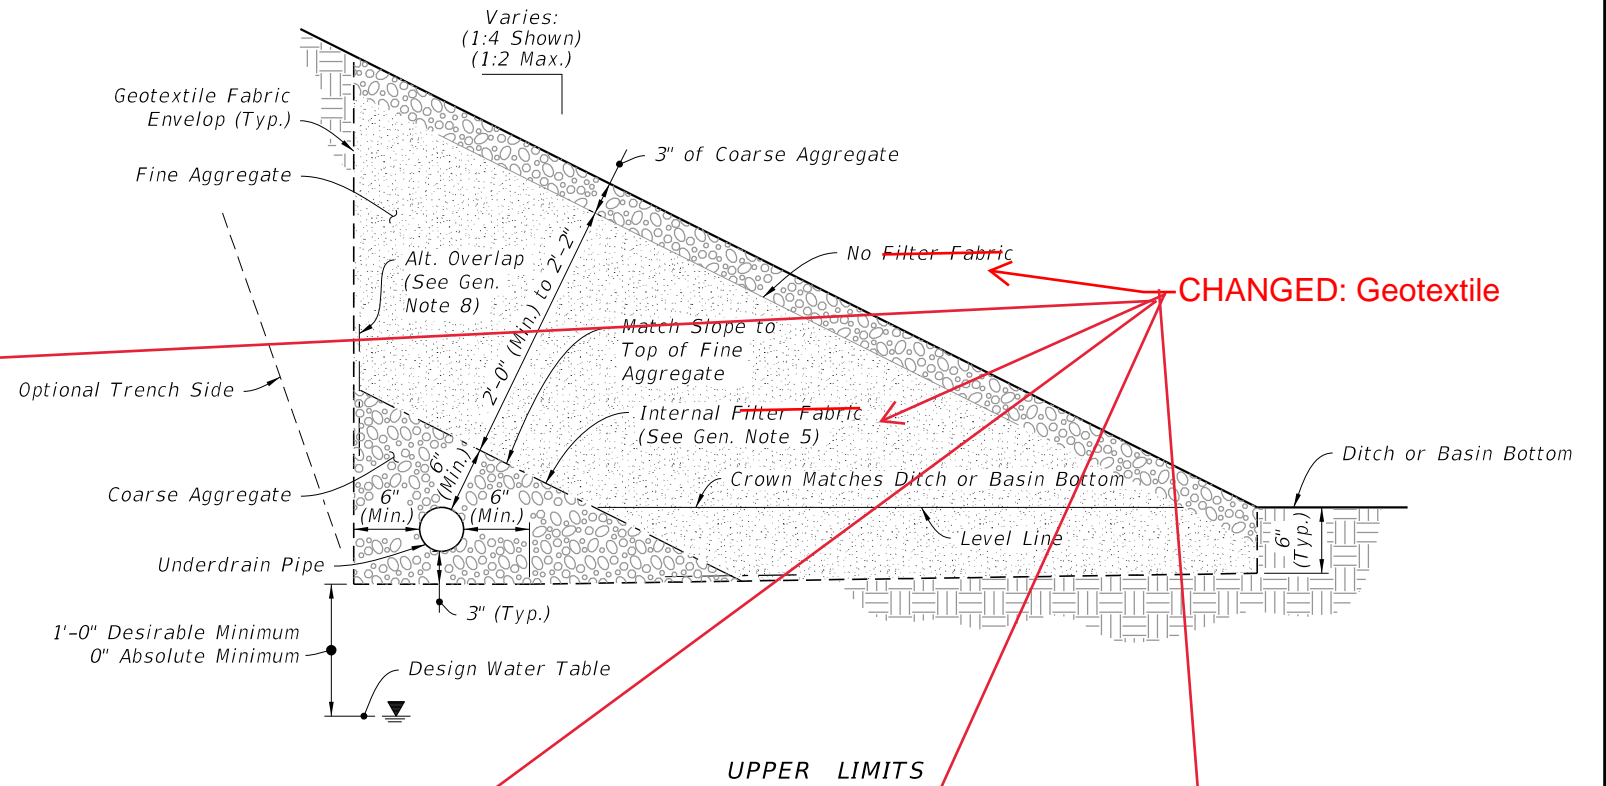 Varies:
(1:4 Shown)
(1:2 Max.)
Geotextile Fabric
Envelop (Typ.)
Fine Aggregate
3" of Coarse Aggregate
Alt. Overlap
(See Gen.
Note 8)
2'-0" (Min.) to 2'-2"
No Filter Fabric
CHANGED: Geotextile
Match Slope to
Top of Fine
Aggregate
Optional Trench Side
Internal Filter Fabric
(See Gen. Note 5)
Ditch or Basin Bottom
Crown Matches Ditch or Basin Bottom
Coarse Aggregate
6"
(Min.)
6"
(Min.)
6"
(Min.)
Level Line
6"
(Typ.)
Underdrain Pipe
3" (Typ.)
1'-0" Desirable Minimum
0" Absolute Minimum
Design Water Table
UPPER LIMITS